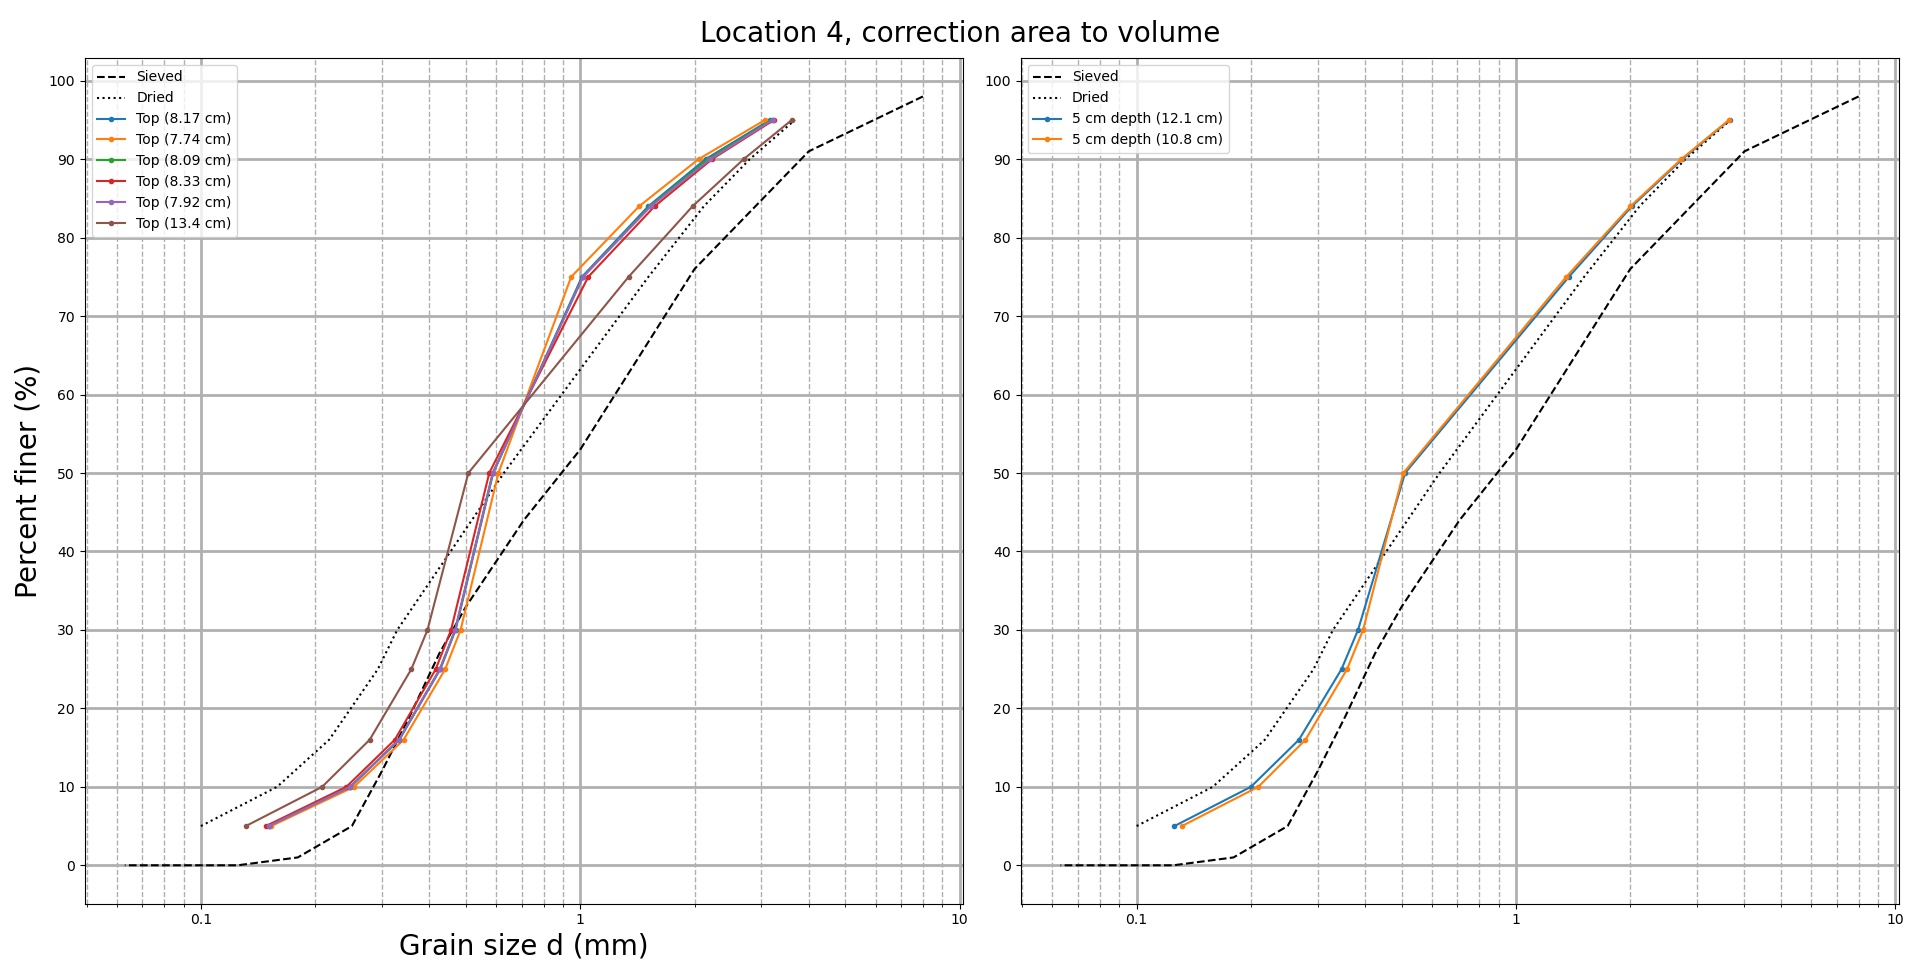 Location 4, correction area to volume
Percent finer (%)
100
90
80
70
60
50
40
30
20
10
0
Sieved
Dried
Top (8.17 cm)
Top (7.74 cm)
Top (8.09 cm)
Top (8.33 cm)
Top (7.92 cm)
Top (13.4 cm)
0.1
1
10
Grain size d (mm)
100
90
80
70
60
50
40
30
20
10
0
Sieved
Dried
5 cm depth (12.1 cm)
5 cm depth (10.8 cm)
0.1
1
10